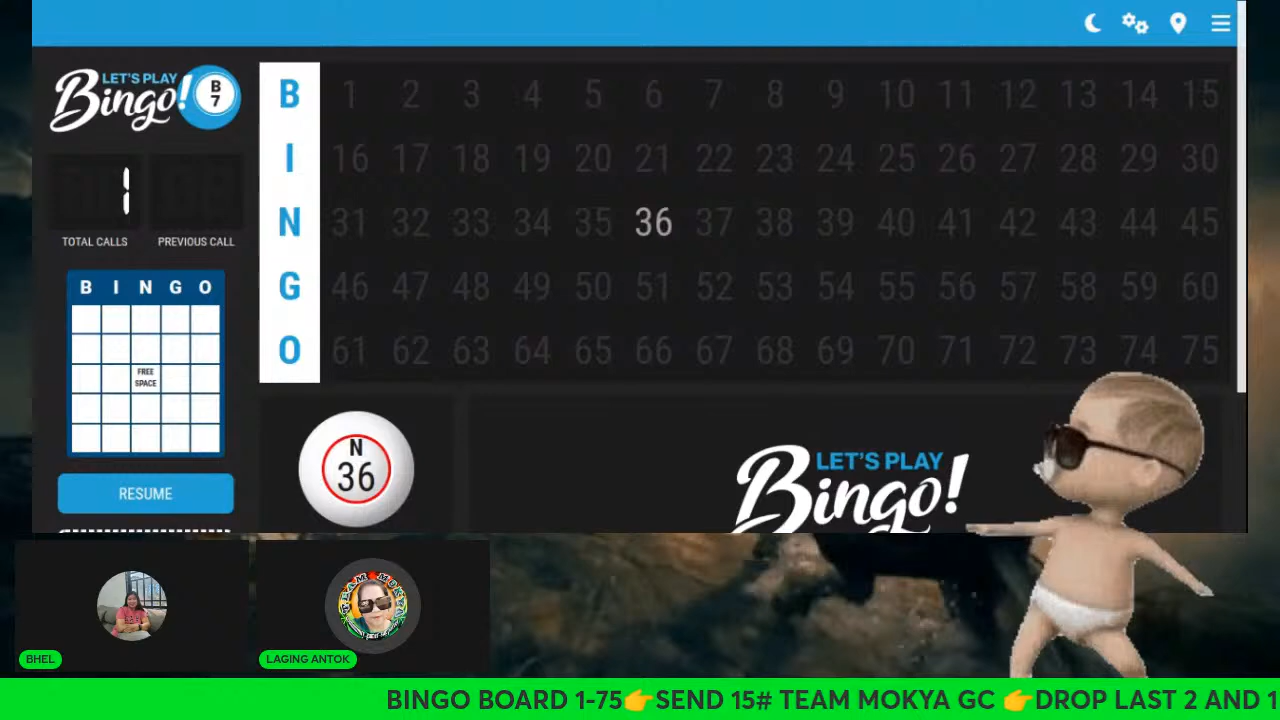 LET'S PLAY
Bingo!
B
7
1
TOTAL CALLS
PREVIOUS CALL
B I N G O
FREE
SPACE
RESUME
B 1 2 3 4 5 6 7 8 9 10 11 12 13 14 15
I 16 17 18 19 20 21 22 23 24 25 26 27 28 29 30
N 31 32 33 34 35 36 37 38 39 40 41 42 43 44 45
G 46 47 48 49 50 51 52 53 54 55 56 57 58 59 60
O 61 62 63 64 65 66 67 68 69 70 71 72 73 74 75
N
36
LET'S PLAY
Bingo!
TEAM MOKYA
BHEL
LAGING ANTOK
BINGO BOARD 1-75👉SEND 15# TEAM MOKYA GC 👉DROP LAST 2 AND 1